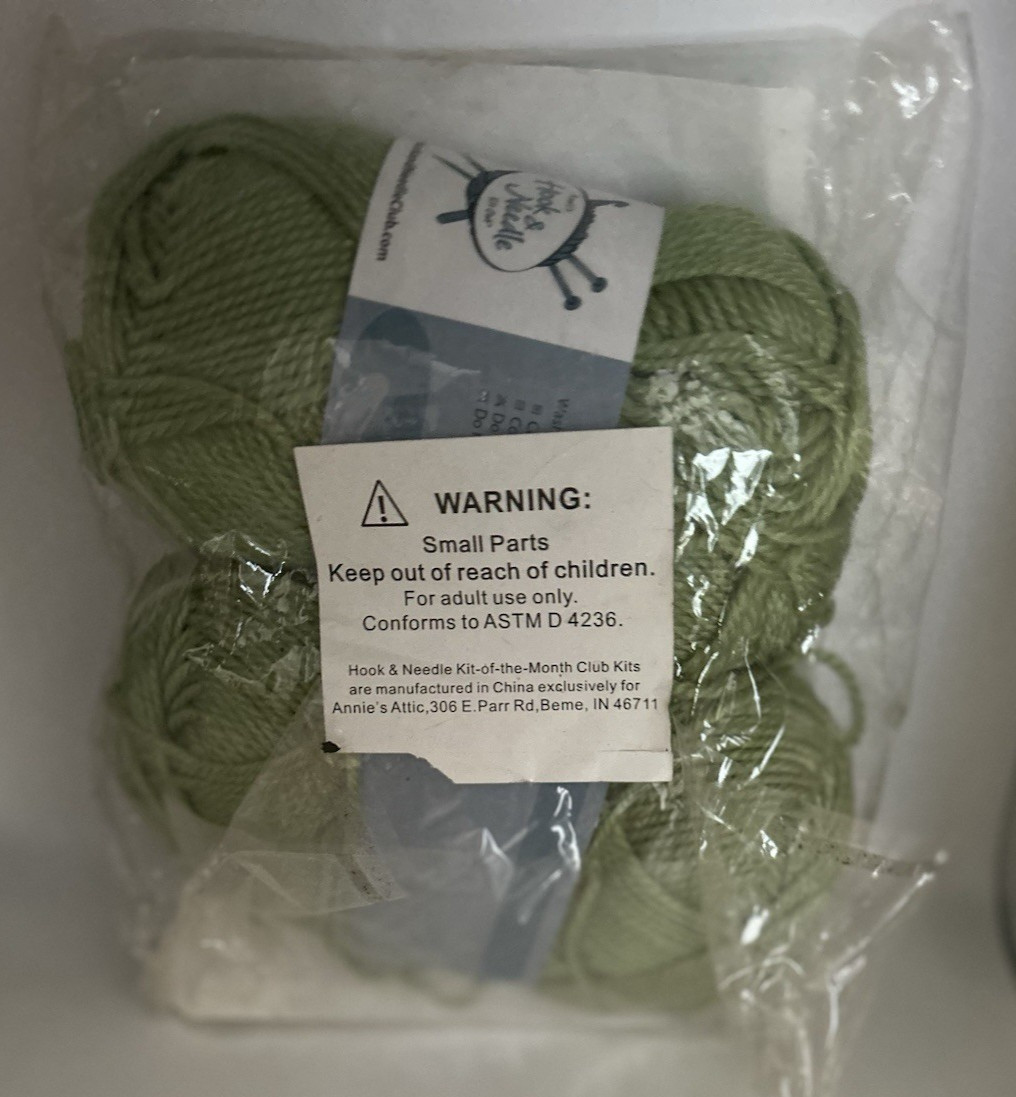 Hook &
Needle
WARNING:
Small Parts
Keep out of reach of children.
For adult use only.
Conforms to ASTM D 4236.
Hook & Needle Kit-of-the-Month Club Kits
are manufactured in China exclusively for
Annie's Attic,306 E.Parr Rd,Beme, IN 46711